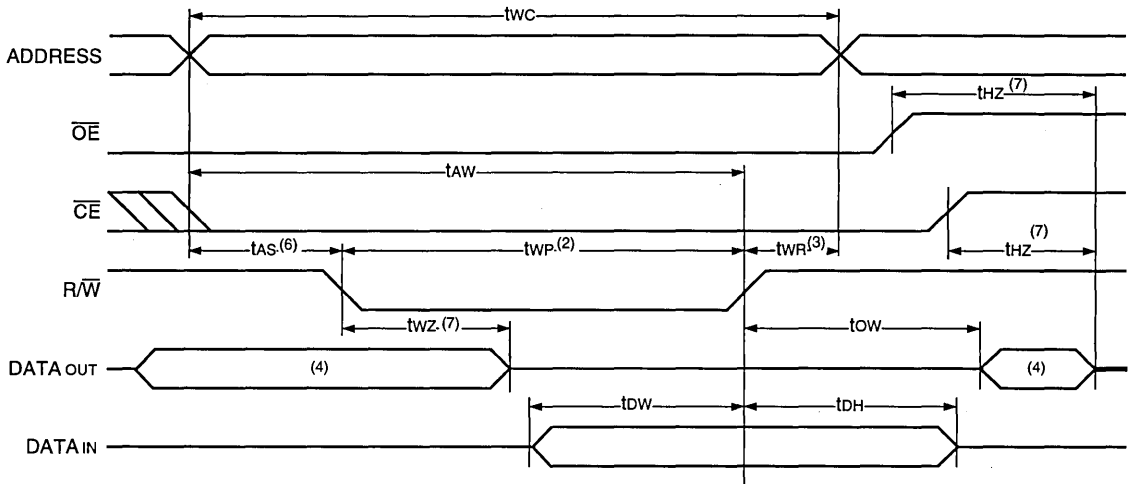 tWC
ADDRESS
tHZ (7)
OE
tAW
CE
tAS (6) tWP (2) tWR (3) tHZ (7)
R/W
tWZ (7) tOW
DATA OUT (4) (4)
tDW tDH
DATA IN